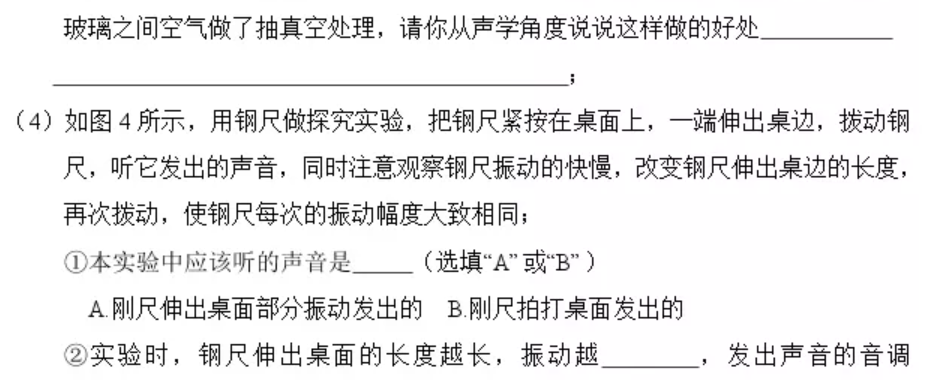 玻璃之间空气做了抽真空处理，请你从声学角度说说这样做的好处____________
____________________________________________；
（4）如图 4 所示，用钢尺做探究实验，把钢尺紧按在桌面上，一端伸出桌边，拨动钢
尺，听它发出的声音，同时注意观察钢尺振动的快慢，改变钢尺伸出桌边的长度，
再次拨动，使钢尺每次的振动幅度大致相同；
①本实验中应该听的声音是_____（选填“A”或“B”）
A.刚尺伸出桌面部分振动发出的 B.刚尺拍打桌面发出的
②实验时，钢尺伸出桌面的长度越长，振动越________，发出声音的音调